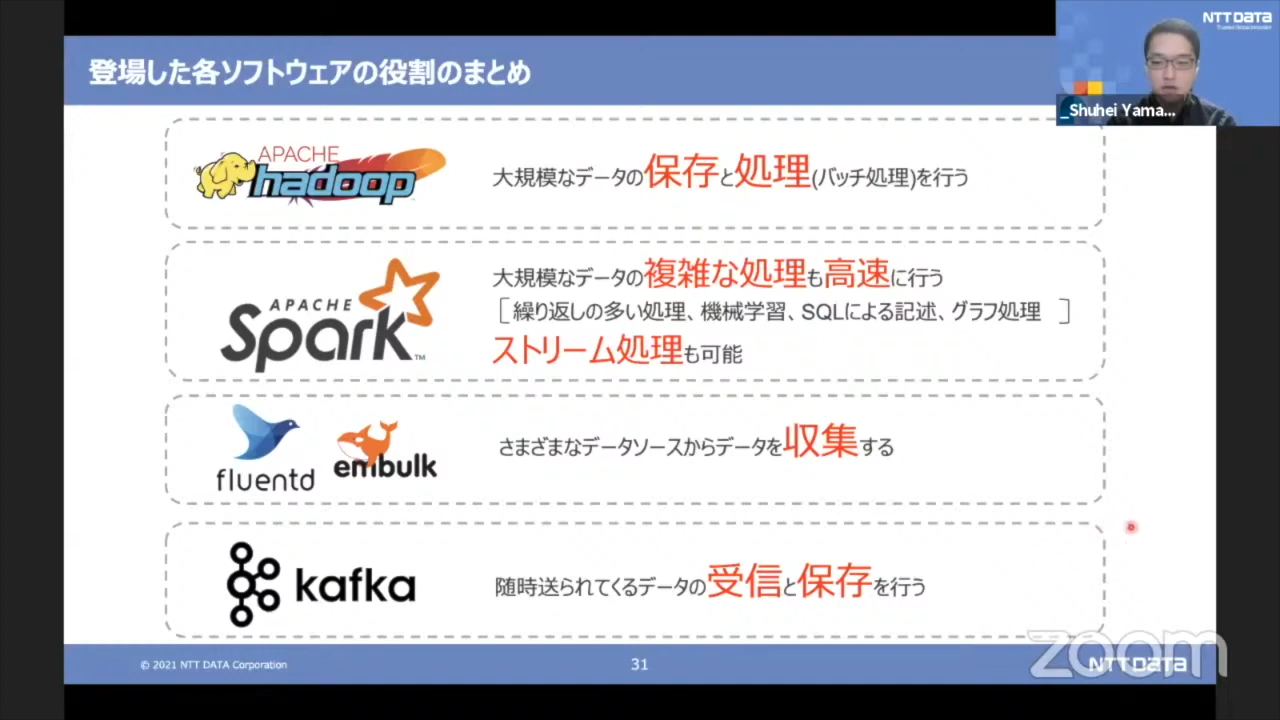 登場した各ソフトウェアの役割のまとめ
NTT DATA
_Shuhei Yama...
APACHE
hadoop
大規模なデータの保存と処理(バッチ処理)を行う
APACHE
Spark™
大規模なデータの複雑な処理も高速に行う
[繰り返しの多い処理、機械学習、SQLによる記述、グラフ処理 ]
ストリーム処理も可能
fluentd
embulk
さまざまなデータソースからデータを収集する
kafka
随時送られてくるデータの受信と保存を行う
© 2021 NTT DATA Corporation
31
NTT DATA
zoom